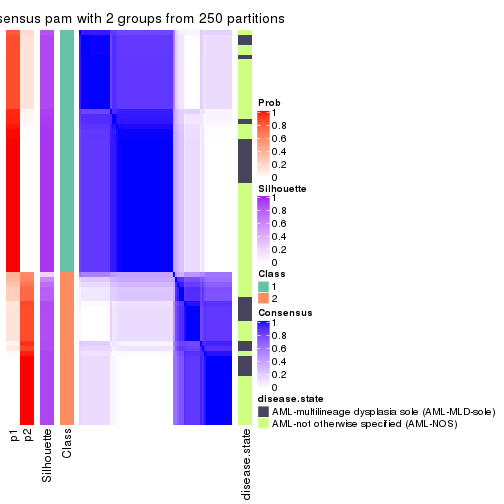 sensus pam with 2 groups from 250 partitions
Prob
1
0.8
0.6
0.4
0.2
0
Silhouette
1
0.8
0.6
0.4
0.2
0
Class
1
2
Consensus
1
0.8
0.6
0.4
0.2
0
disease.state
AML-multilineage dysplasia sole (AML-MLD-sole)
AML-not otherwise specified (AML-NOS)
p1
p2
Silhouette
Class
disease.state